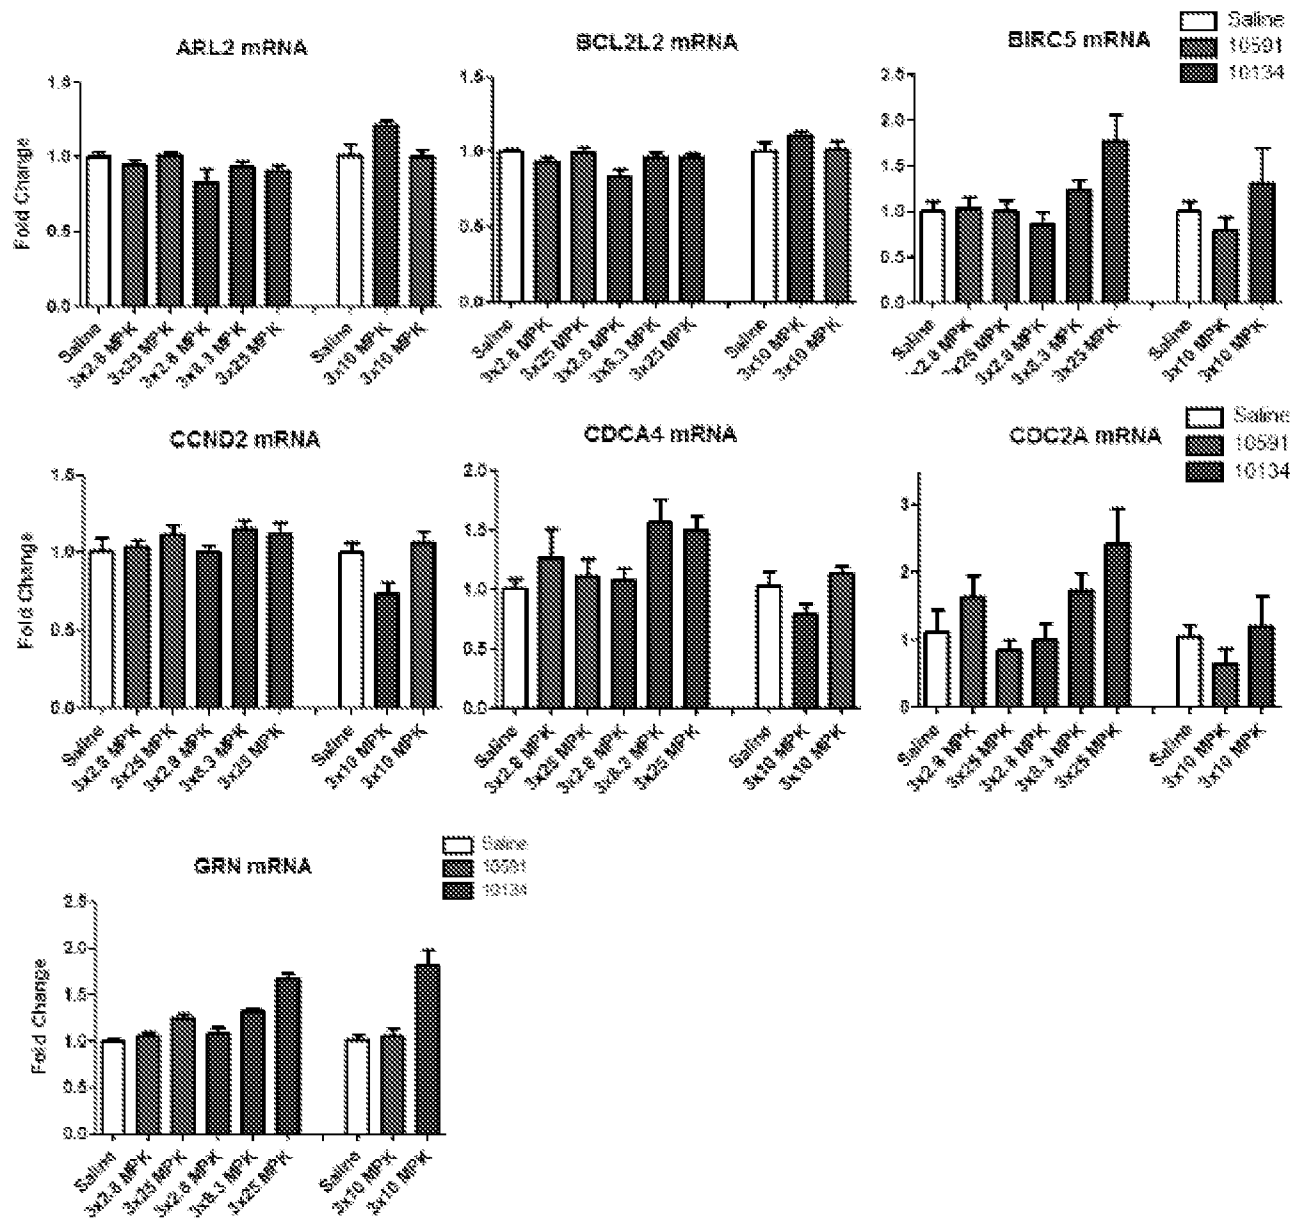 ARL2 mRNA
1.5
1.0
0.5
0.0
Fold Change
Saline
3x2.8 MPK
3x25 MPK
3x2.8 MPK
3x8.3 MPK
3x25 MPK
Saline
3x10 MPK
3x10 MPK
BCL2L2 mRNA
1.5
1.0
0.5
0.0
Saline
3x2.8 MPK
3x25 MPK
3x2.8 MPK
3x8.3 MPK
3x25 MPK
Saline
3x10 MPK
3x10 MPK
BIRC5 mRNA
Saline
10591
10134
2.5
2.0
1.5
1.0
0.5
0.0
Saline
3x2.8 MPK
3x25 MPK
3x2.8 MPK
3x8.3 MPK
3x25 MPK
Saline
3x10 MPK
3x10 MPK
CCND2 mRNA
1.5
1.0
0.5
0.0
Fold Change
Saline
3x2.8 MPK
3x25 MPK
3x2.8 MPK
3x8.3 MPK
3x25 MPK
Saline
3x10 MPK
3x10 MPK
CDCA4 mRNA
2.0
1.5
1.0
0.5
0.0
Saline
3x2.8 MPK
3x25 MPK
3x2.8 MPK
3x8.3 MPK
3x25 MPK
Saline
3x10 MPK
3x10 MPK
CDC2A mRNA
Saline
10591
10134
3
2
1
0
Saline
3x2.8 MPK
3x25 MPK
3x2.8 MPK
3x8.3 MPK
3x25 MPK
Saline
3x10 MPK
3x10 MPK
GRN mRNA
Saline
10591
10134
2.5
2.0
1.5
1.0
0.5
0.0
Fold Change
Saline
3x2.8 MPK
3x25 MPK
3x2.8 MPK
3x8.3 MPK
3x25 MPK
Saline
3x10 MPK
3x10 MPK